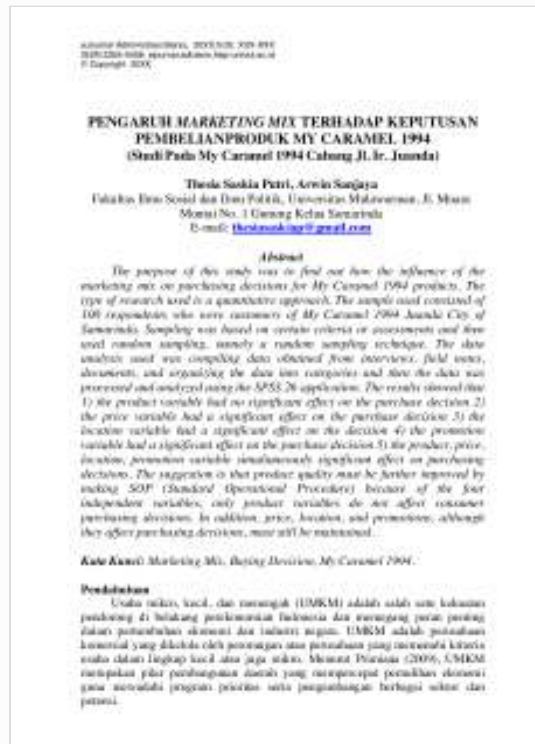 © Copyright
PENGARUH MARKETING MIX TERHADAP KEPUTUSAN
PEMBELIANPRODUK MY CARAMEL 1994
(Studi Pada My Caramel 1994 Cabang Jl. Ir. Juanda)
Thesia Saskia Putri, Arwin Sanjaya
Fakultas Ilmu Sosial dan Ilmu Politik, Universitas Mulawarman, Jl. Muara
Muntai No. 1 Gunung Kelua Samarinda
E-mail: thesiasaskiap@gmail.com
Abstract
The purpose of this study was to find out how the influence of the
marketing mix on purchasing decisions for My Caramel 1994 products. The
type of research used is a quantitative approach. The sample used consisted of
100 respondents who were customers of My Caramel 1994 Juanda City of
Samarinda. Sampling was based on certain criteria or assessments and then
used random sampling, namely a random sampling technique. The data
analysis used was compiling data obtained from interviews, field notes,
documents, and organizing the data into categories and then the data was
processed and analyzed using the SPSS 26 application. The results showed that
1) the product variable had no significant effect on the purchase decision 2)
the price variable had a significant effect on the purchase decision 3) the
location variable had a significant effect on the decision 4) the promotion
variable had a significant effect on the purchase decision 5) the product, price,
location, promotion variable simultaneously significant effect on purchasing
decisions. The suggestion is that product quality must be further improved by
making SOP (Standard Operational Procedure) because of the four
independent variables, only product variables do not affect consumer
purchasing decisions. In addition, price, location, and promotions, although
they affect purchasing decisions, must still be maintained.
Kata Kunci: Marketing Mix, Buying Decision, My Caramel 1994.
Pendahuluan
Usaha mikro, kecil, dan menengah (UMKM) adalah salah satu kekuatan
pendorong di belakang perekonomian Indonesia dan memegang peran penting
dalam pertumbuhan ekonomi dan industri negara. UMKM adalah perusahaan
komersial yang dikelola oleh perorangan atau perusahaan yang memenuhi kriteria
usaha dalam lingkup kecil atau juga mikro. Menurut (2009), UMKM
merupakan pilar pembangunan daerah yang mempercepat pemulihan ekonomi
guna mewadahi program prioritas serta pengembangan berbagai sektor dan
potensi.